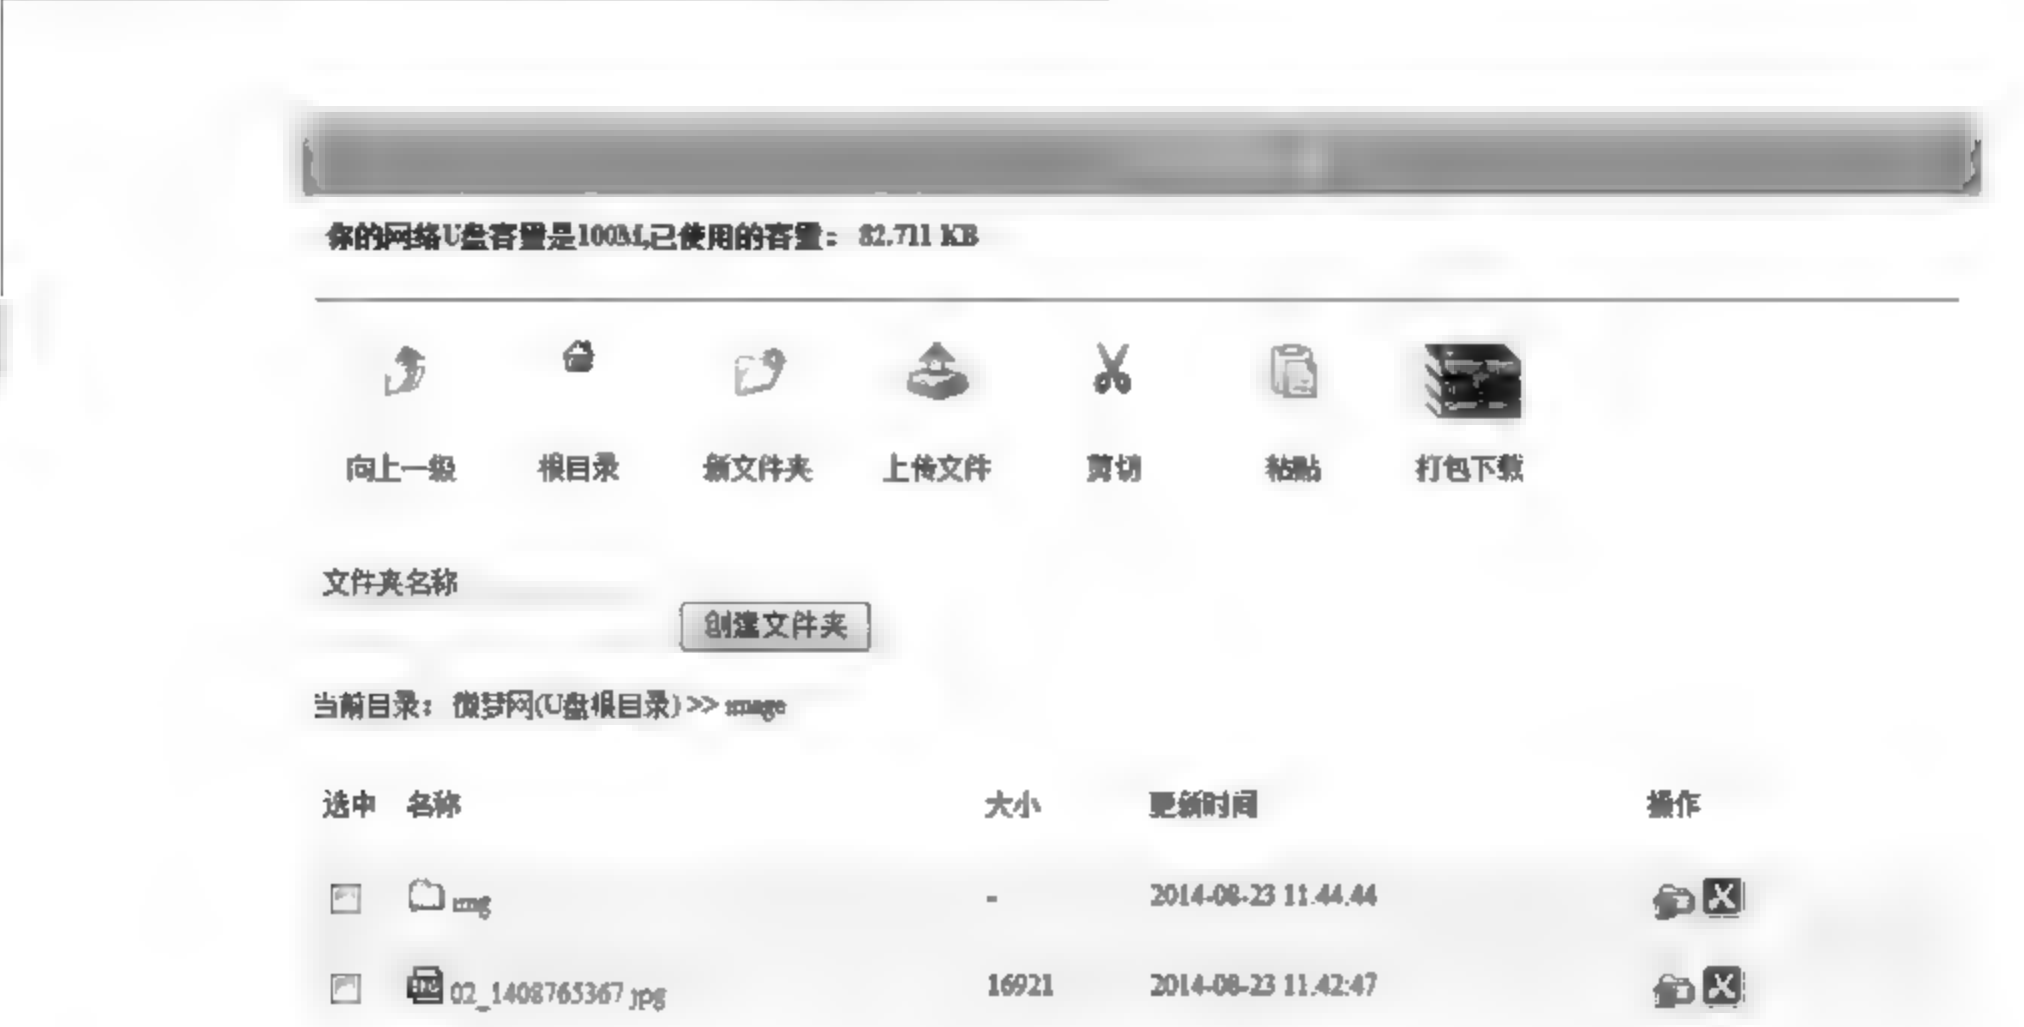 你的网络U盘容量是100M,已使用的容量： 82.711 KB
向上一级 根目录 新文件夹 上传文件 剪切 粘贴 打包下载
文件夹名称
创建文件夹
当前目录： 微梦网(U盘根目录) >> image
选中 名称 大小 更新时间 操作
img - 2014-08-23 11:44:44
02_1408765367.jpg 16921 2014-08-23 11:42:47